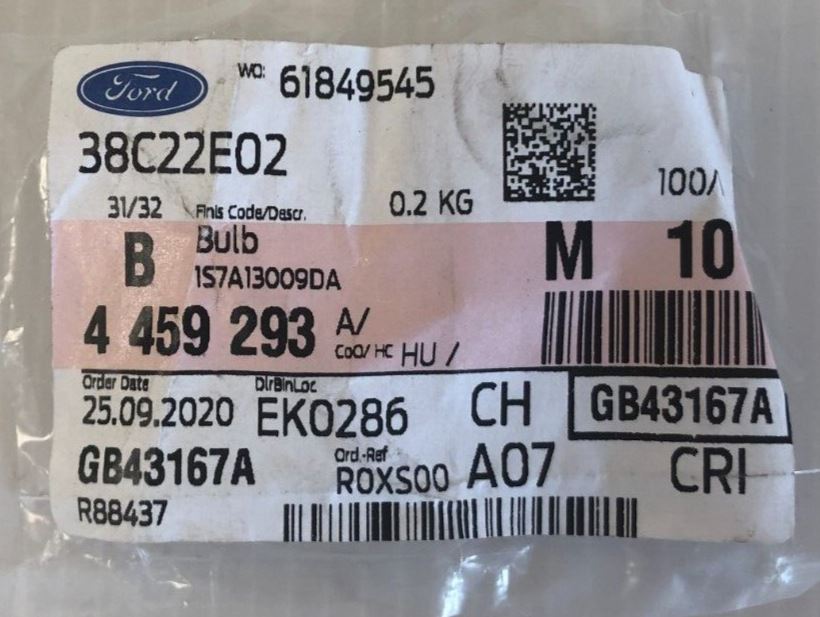 Ford WO: 61849545
38C22E02
100/
31/32 Finis Code/Descr. 0.2 KG
B Bulb M 10
1S7A13009DA
4 459 293 A/
CoO/ HC HU /
Order Date DlrBinLoc
25.09.2020 EK0286 CH GB43167A
GB43167A Ord.-Ref R0XS00 A07 CRI
R88437